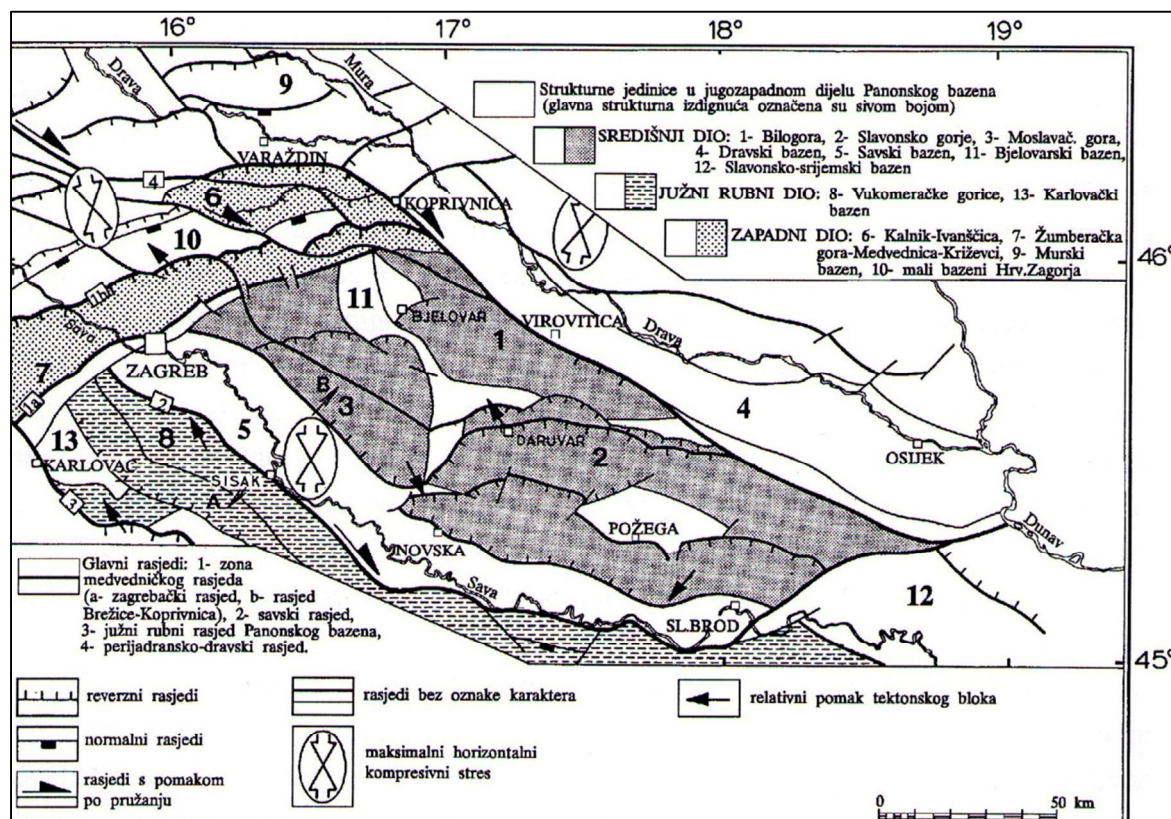 16°
17°
18°
19°
Drava
Mura
9
VARAŽDIN
4
6
KOPRIVNICA
10
46°
1b
11
BJELOVAR
1
VIROVITICA
Drava
Sava
7
ZAGREB
B
3
4
1a
2
5
13
8
DARUVAR
2
OSIJEK
KARLOVAC
SISAK
A
3
POŽEGA
NOVSKA
Dunav
Sava
12
SL.BROD
45°
Strukturne jedinice u jugozapadnom dijelu Panonskog bazena
(glavna strukturna izdignuća označena su sivom bojom)
SREDIŠNJI DIO: 1- Bilogora, 2- Slavonsko gorje, 3- Moslavač. gora,
4- Dravski bazen, 5- Savski bazen, 11- Bjelovarski bazen,
12- Slavonsko-srijemski bazen
JUŽNI RUBNI DIO: 8- Vukomeračke gorice, 13- Karlovački
bazen
ZAPADNI DIO: 6- Kalnik-Ivanščica, 7- Žumberačka
gora-Medvednica-Križevci, 9- Murski
bazen, 10- mali bazeni Hrv.Zagorja
Glavni rasjedi: 1- zona
medvedničkog rasjeda
(a- zagrebački rasjed, b- rasjed
Brežice-Koprivnica), 2- savski rasjed,
3- južni rubni rasjed Panonskog bazena,
4- perijadransko-dravski rasjed.
reverzni rasjedi
normalni rasjedi
rasjedi s pomakom
po pružanju
rasjedi bez oznake karaktera
maksimalni horizontalni
kompresivni stres
relativni pomak tektonskog bloka
0 50 km